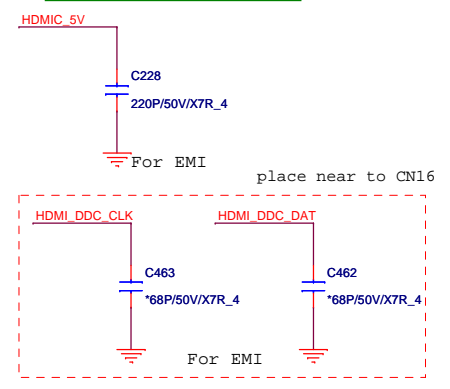 HDMIC_5V
C228
220P/50V/X7R_4
For EMI
place near to CN16
HDMI_DDC_CLK
HDMI_DDC_DAT
C463
C462
*68P/50V/X7R_4
*68P/50V/X7R_4
For EMI